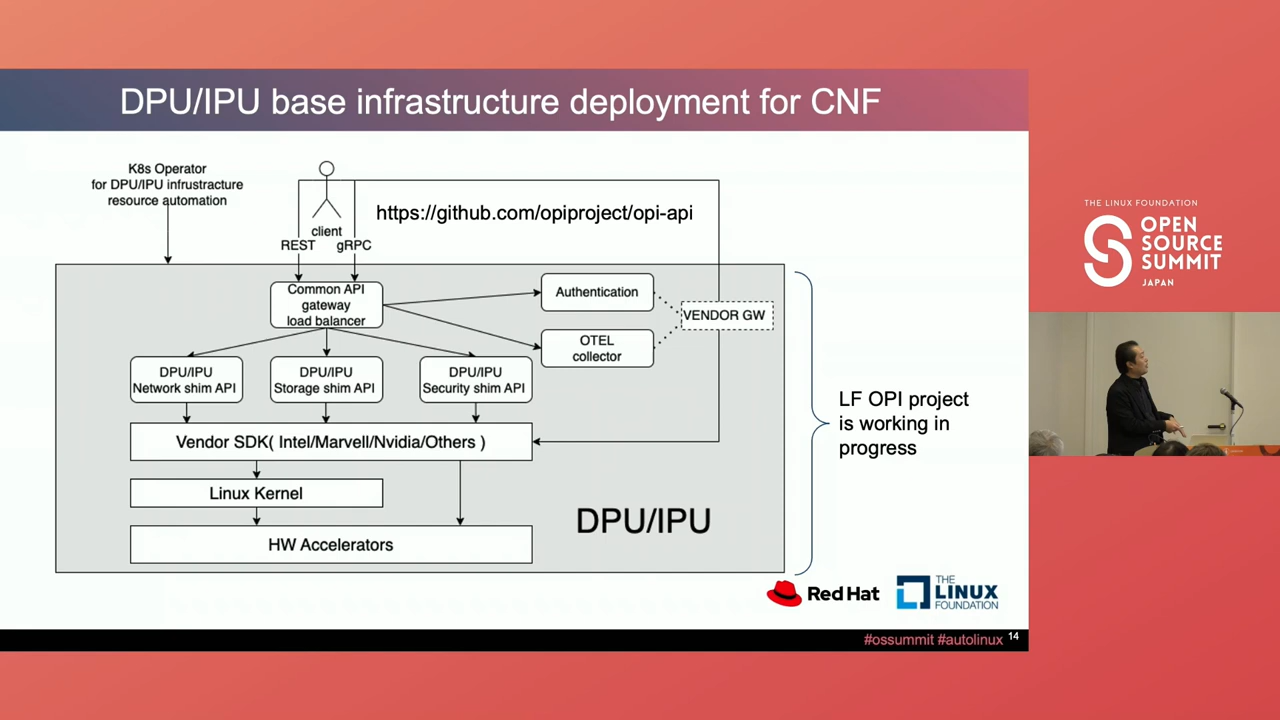 DPU/IPU base infrastructure deployment for CNF
K8s Operator
for DPU/IPU infrustracture
resource automation
https://github.com/opiproject/opi-api
client
REST
gRPC
Common API
gateway
load balancer
Authentication
VENDOR GW
OTEL
collector
DPU/IPU
Network shim API
DPU/IPU
Storage shim API
DPU/IPU
Security shim API
Vendor SDK( Intel/Marvell/Nvidia/Others )
Linux Kernel
HW Accelerators
DPU/IPU
LF OPI project
is working in
progress
Red Hat
THE
LINUX
FOUNDATION
#ossummit #autolinux 14
THE LINUX FOUNDATION
OPEN
SOURCE
SUMMIT
JAPAN